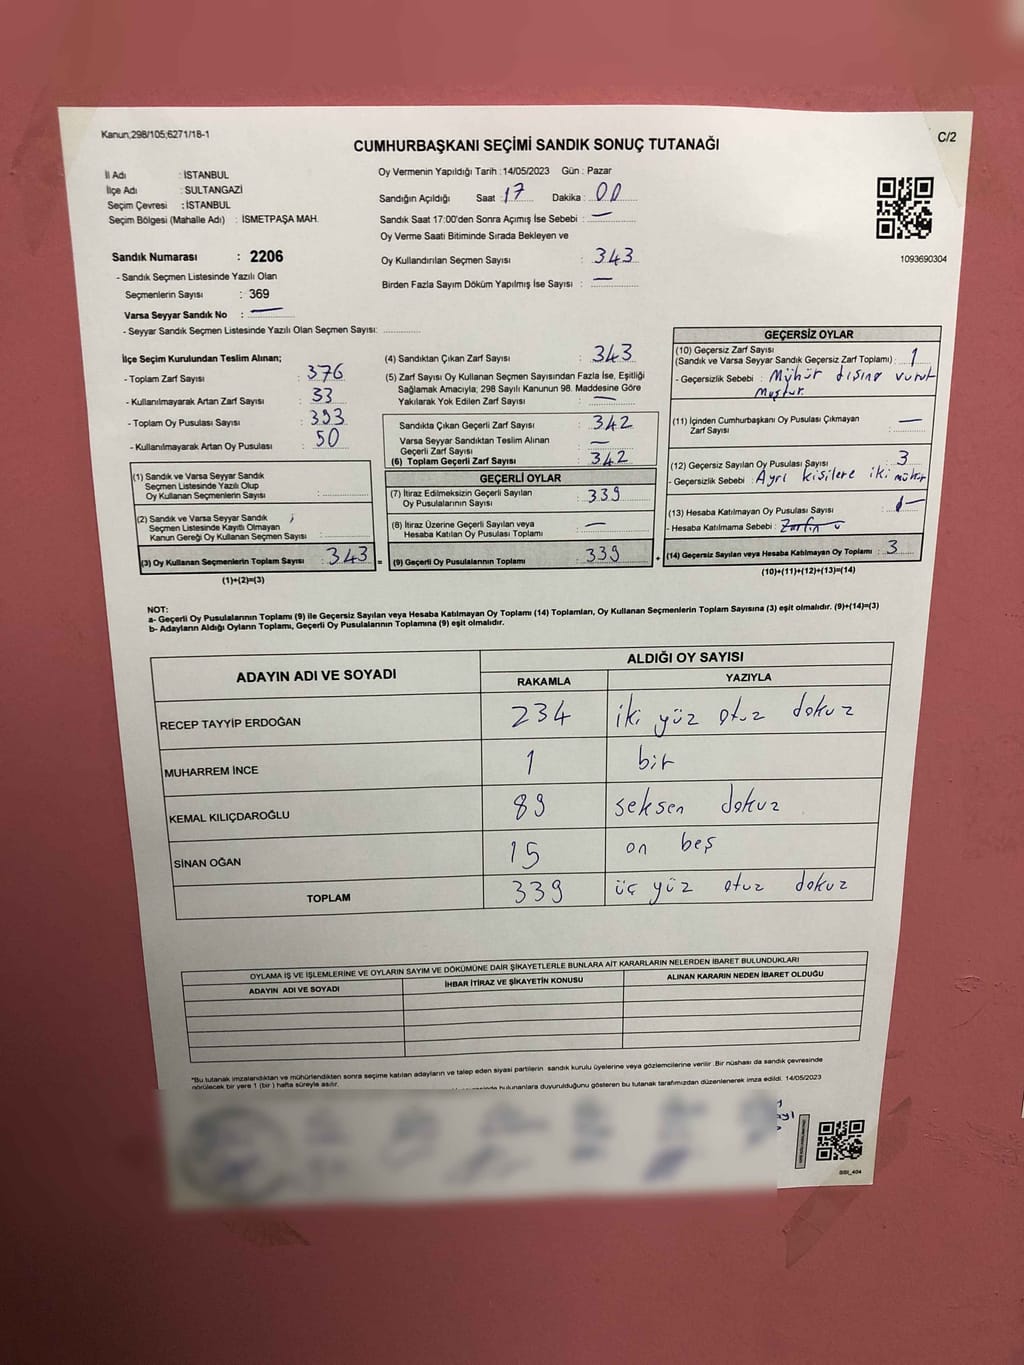 Kanun;298/105;6271/18-1
C/2
CUMHURBAŞKANI SEÇİMİ SANDIK SONUÇ TUTANAĞI
İl Adı : İSTANBUL
İlçe Adı : SULTANGAZİ
Seçim Çevresi : İSTANBUL
Seçim Bölgesi (Mahalle Adı) : İSMETPAŞA MAH.
Oy Vermenin Yapıldığı Tarih : 14/05/2023 Gün : Pazar
Sandığın Açıldığı Saat : 17 Dakika : 00
Sandık Saat 17:00'den Sonra Açımış İse Sebebi : —
Oy Verme Saati Bitiminde Sırada Bekleyen ve
Oy Kullandırılan Seçmen Sayısı : 343
Birden Fazla Sayım Döküm Yapılmış İse Sayısı : —
1093690304
Sandık Numarası : 2206
- Sandık Seçmen Listesinde Yazılı Olan
Seçmenlerin Sayısı : 369
Varsa Seyyar Sandık No : —
- Seyyar Sandık Seçmen Listesinde Yazılı Olan Seçmen Sayısı:
İlçe Seçim Kurulundan Teslim Alınan;
- Toplam Zarf Sayısı : 376
- Kullanılmayarak Artan Zarf Sayısı : 33
- Toplam Oy Pusulası Sayısı : 393
- Kullanılmayarak Artan Oy Pusulası : 50
(1) Sandık ve Varsa Seyyar Sandık
Seçmen Listesinde Yazılı Olup
Oy Kullanan Seçmenlerin Sayısı :
(2) Sandık ve Varsa Seyyar Sandık
Seçmen Listesinde Kayıtlı Olmayan
Kanun Gereği Oy Kullanan Seçmen Sayısı :
(3) Oy Kullanan Seçmenlerin Toplam Sayısı : 343 =
(1)+(2)=(3)
(4) Sandıktan Çıkan Zarf Sayısı : 343
(5) Zarf Sayısı Oy Kullanan Seçmen Sayısından Fazla İse, Eşitliği
Sağlamak Amacıyla; 298 Sayılı Kanunun 98. Maddesine Göre
Yakılarak Yok Edilen Zarf Sayısı : —
Sandıkta Çıkan Geçerli Zarf Sayısı : 342
Varsa Seyyar Sandıktan Teslim Alınan
Geçerli Zarf Sayısı : —
(6) Toplam Geçerli Zarf Sayısı : 342
GEÇERLİ OYLAR
(7) İtiraz Edilmeksizin Geçerli Sayılan
Oy Pusulalarının Sayısı : 339
(8) İtiraz Üzerine Geçerli Sayılan veya
Hesaba Katılan Oy Pusulası Toplamı : —
(9) Geçerli Oy Pusulalarının Toplamı : 339 +
GEÇERSİZ OYLAR
(10) Geçersiz Zarf Sayısı
(Sandık ve Varsa Seyyar Sandık Geçersiz Zarf Toplamı) : 1
- Geçersizlik Sebebi : Mühür dışına vurul
muştur
(11) İçinden Cumhurbaşkanı Oy Pusulası Çıkmayan
Zarf Sayısı : —
(12) Geçersiz Sayılan Oy Pusulası Sayısı : 3
- Geçersizlik Sebebi : Ayrı kişilere iki mühür
(13) Hesaba Katılmayan Oy Pusulası Sayısı : —
- Hesaba Katılmama Sebebi :
(14) Geçersiz Sayılan veya Hesaba Katılmayan Oy Toplamı : 3
(10)+(11)+(12)+(13)=(14)
NOT:
a- Geçerli Oy Pusulalarının Toplamı (9) ile Geçersiz Sayılan veya Hesaba Katılmayan Oy Toplamı (14) Toplamları, Oy Kullanan Seçmenlerin Toplam Sayısına (3) eşit olmalıdır. (9)+(14)=(3)
b- Adayların Aldığı Oyların Toplamı, Geçerli Oy Pusulalarının Toplamına (9) eşit olmalıdır.
ADAYIN ADI VE SOYADI
ALDIĞI OY SAYISI
RAKAMLA YAZIYLA
RECEP TAYYİP ERDOĞAN 234 iki yüz otuz dokuz
MUHARREM İNCE 1 bir
KEMAL KILIÇDAROĞLU 89 seksen dokuz
SİNAN OĞAN 15 on beş
TOPLAM 339 üç yüz otuz dokuz
OYLAMA İŞ VE İŞLEMLERİNE VE OYLARIN SAYIM VE DÖKÜMÜNE DAİR ŞİKAYETLERLE BUNLARA AİT KARARLARIN NELERDEN İBARET BULUNDUKLARI
ADAYIN ADI VE SOYADI İHBAR İTİRAZ VE ŞİKAYETİN KONUSU ALINAN KARARIN NEDEN İBARET OLDUĞU
*Bu tutanak imzalandıktan ve mühürlendikten sonra seçime katılan adayların ve talep eden siyasi partilerin sandık kurulu üyelerine veya gözlemcilerine verilir. Bir nüshası da sandık çevresinde
görülecek bir yere 1 (bir) hafta süreyle asılır.
bulunanlara duyurulduğunu gösteren bu tutanak tarafımızdan düzenlenerek imza edildi. 14/05/2023
SSI_404